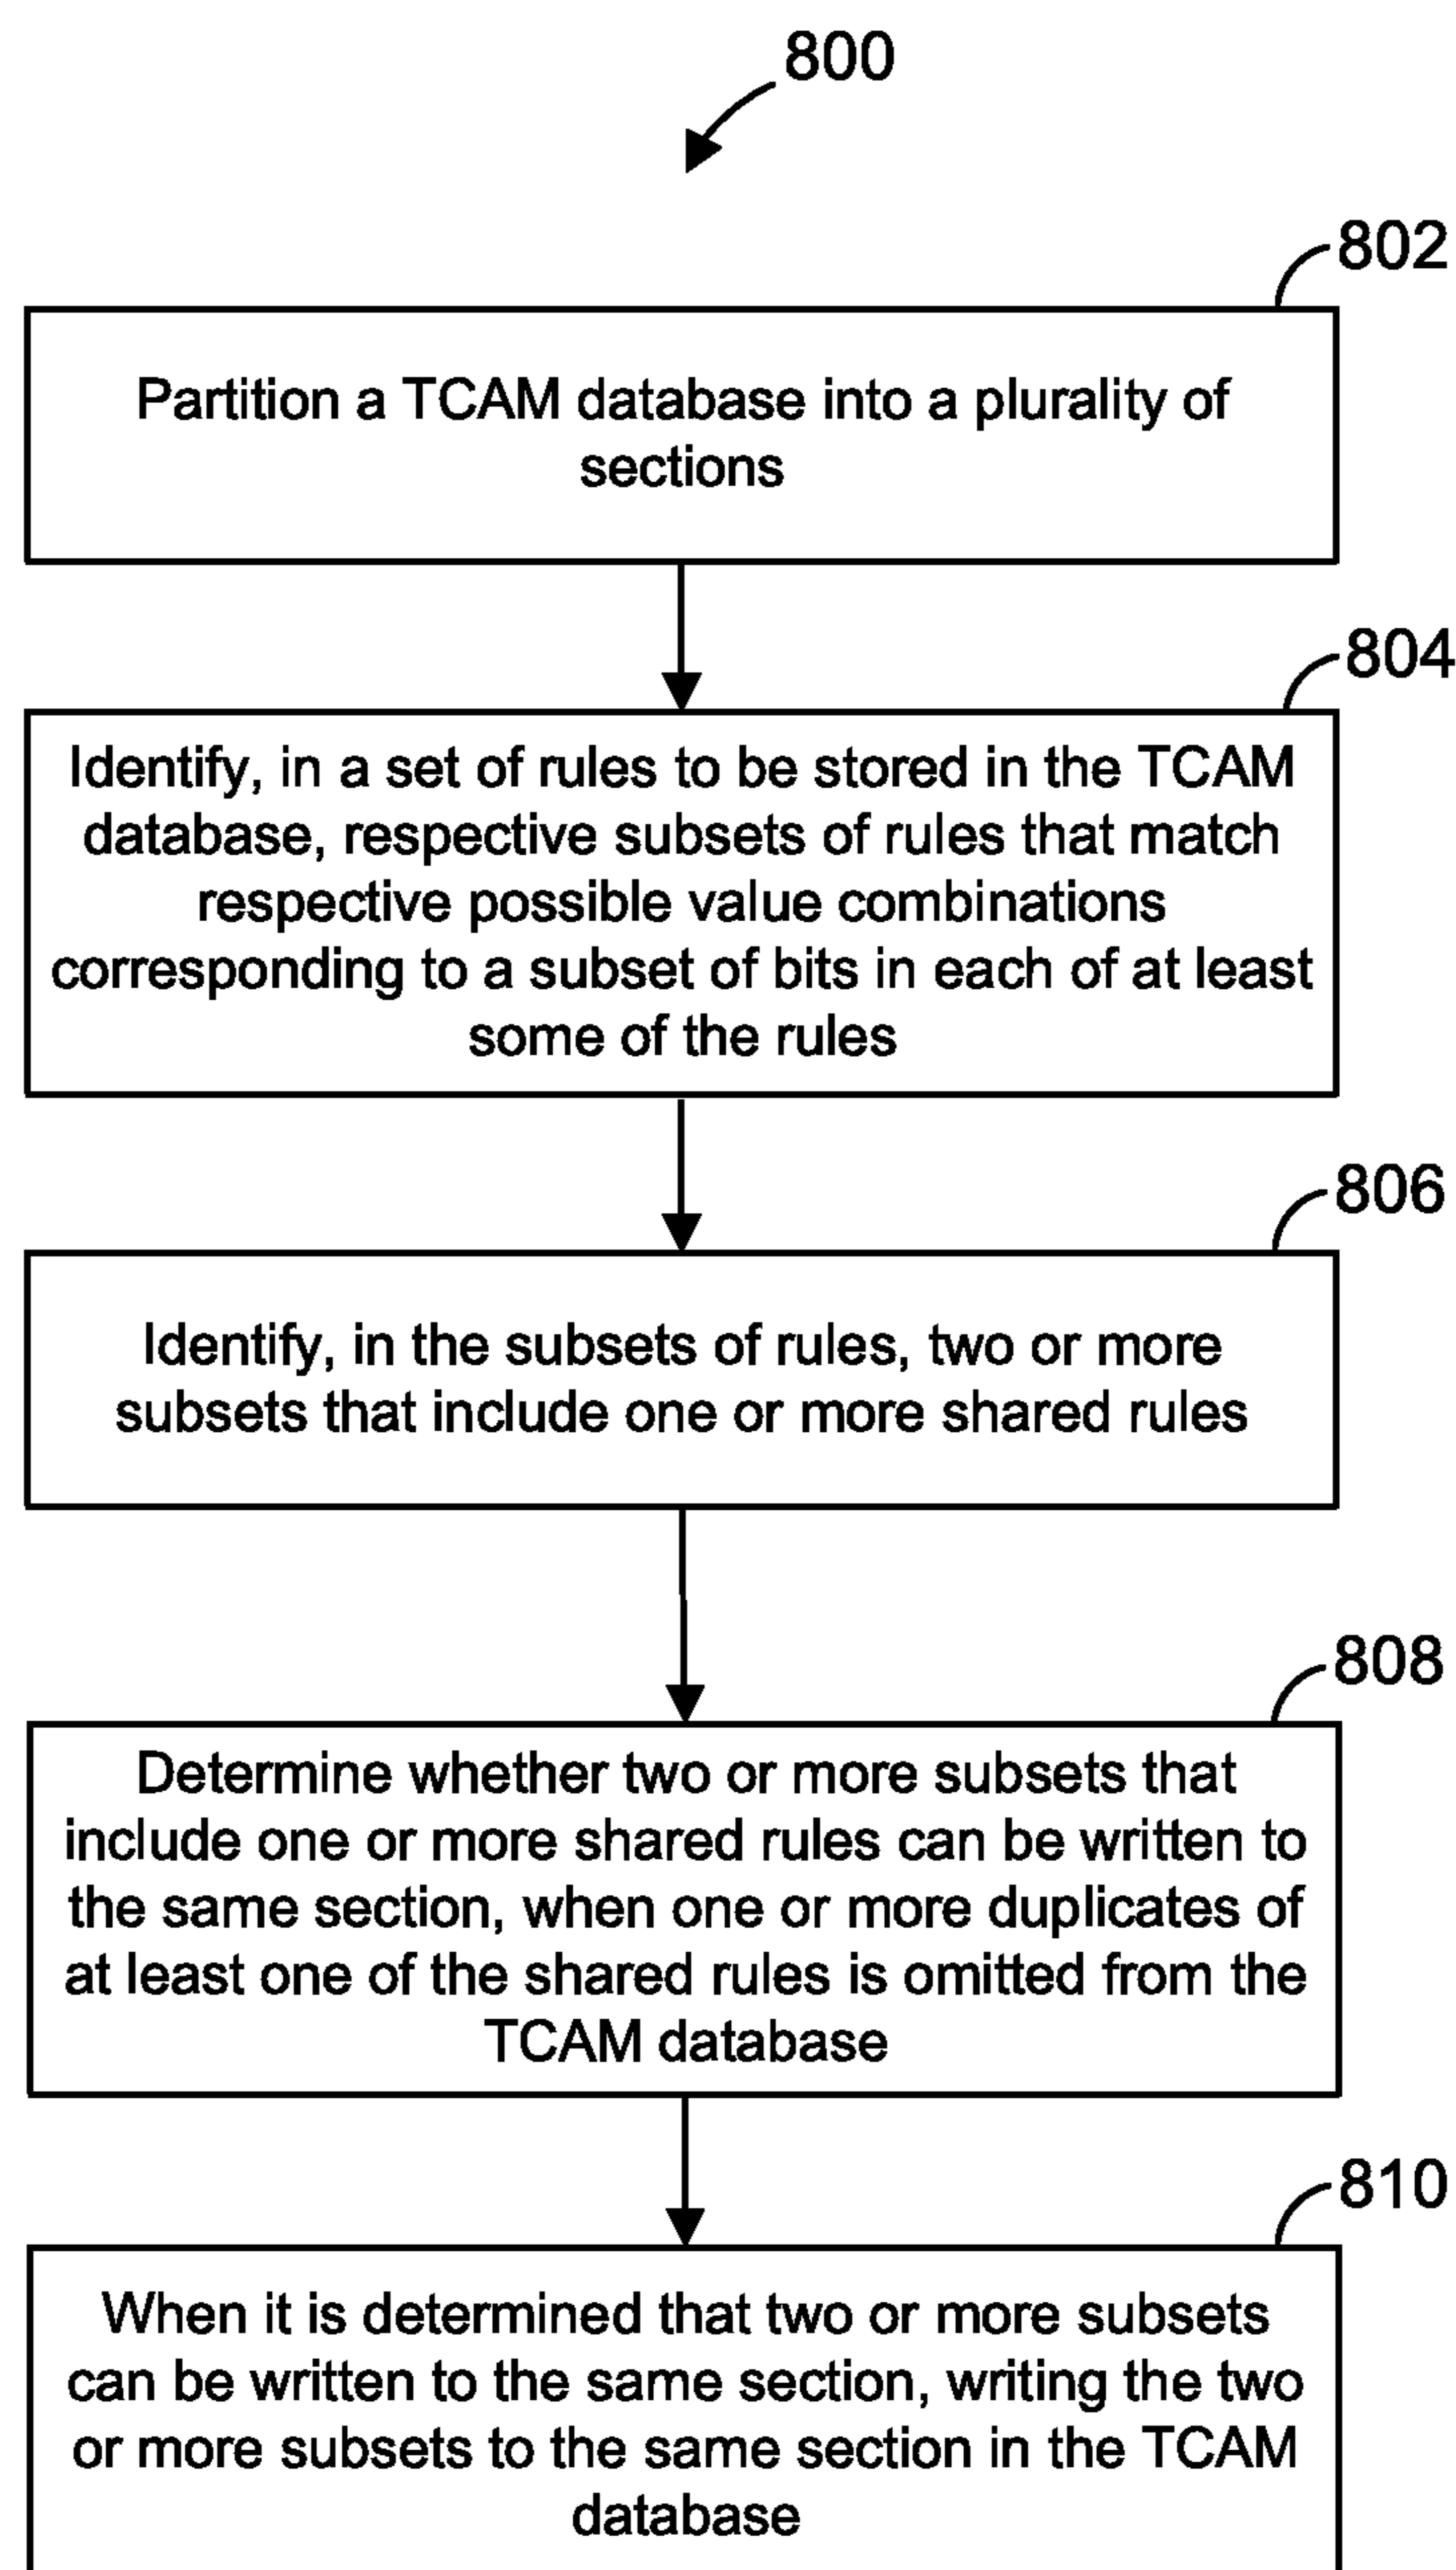 800
802
Partition a TCAM database into a plurality of
sections
804
Identify, in a set of rules to be stored in the TCAM
database, respective subsets of rules that match
respective possible value combinations
corresponding to a subset of bits in each of at least
some of the rules
806
Identify, in the subsets of rules, two or more
subsets that include one or more shared rules
808
Determine whether two or more subsets that
include one or more shared rules can be written to
the same section, when one or more duplicates of
at least one of the shared rules is omitted from the
TCAM database
810
When it is determined that two or more subsets
can be written to the same section, writing the two
or more subsets to the same section in the TCAM
database